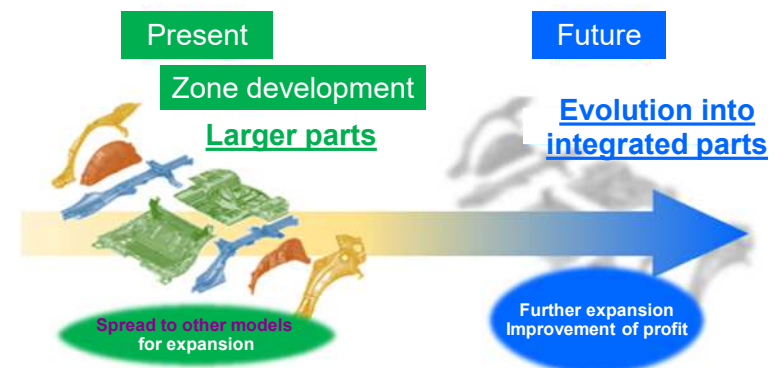 Present
Future
Zone development
Larger parts
Evolution into
integrated parts
Spread to other models
for expansion
Further expansion
Improvement of profit